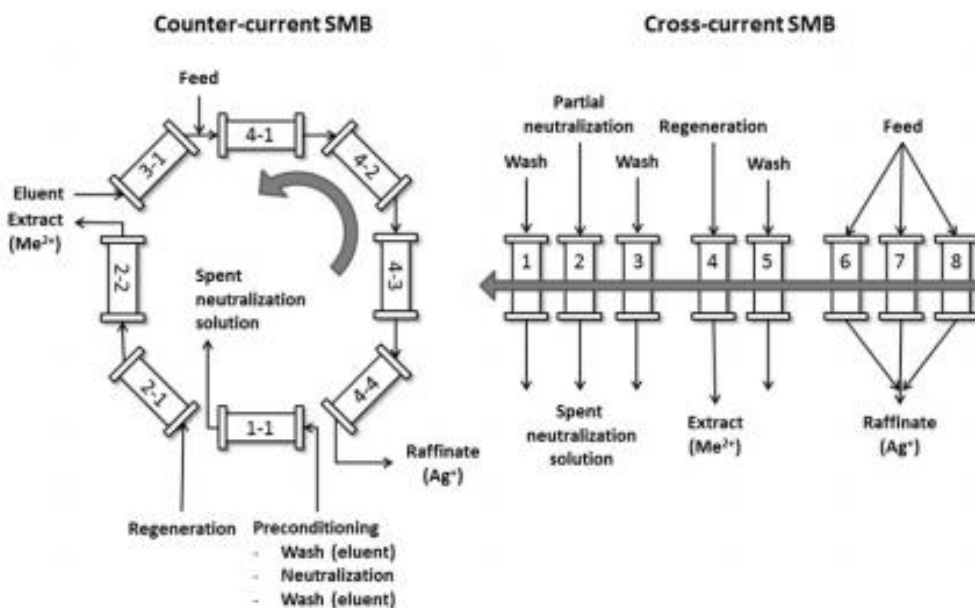 Counter-current SMB
Feed
4-1
3-1
4-2
Eluent
Extract
(Me²⁺)
2-2
Spent
neutralization
solution
4-3
2-1
1-1
4-4
Raffinate
(Ag⁺)
Regeneration
Preconditioning
- Wash (eluent)
- Neutralization
- Wash (eluent)
Cross-current SMB
Partial
neutralization
Regeneration
Feed
Wash
Wash
Wash
1
2
3
4
5
6
7
8
Spent
neutralization
solution
Extract
(Me²⁺)
Raffinate
(Ag⁺)